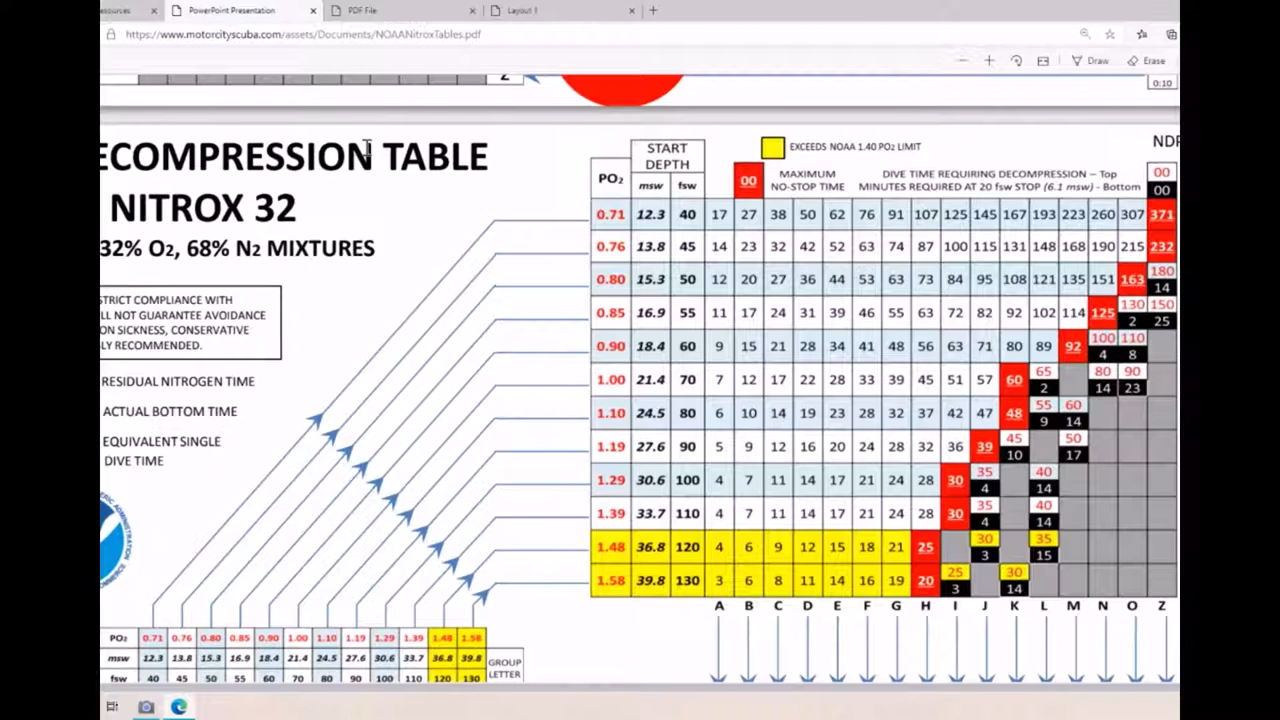 esources
PowerPoint Presentation
PDF File
Layout 1
https://www.motorcityscuba.com/assets/Documents/NOAANitroxTables.pdf
Draw
Erase
Z
0:10
ECOMPRESSION TABLE
NITROX 32
32% O2, 68% N2 MIXTURES
STRICT COMPLIANCE WITH
LL NOT GUARANTEE AVOIDANCE
ON SICKNESS, CONSERVATIVE
LY RECOMMENDED.
RESIDUAL NITROGEN TIME
ACTUAL BOTTOM TIME
EQUIVALENT SINGLE
DIVE TIME
EXCEEDS NOAA 1.40 PO2 LIMIT
00 MAXIMUM NO-STOP TIME
DIVE TIME REQUIRING DECOMPRESSION – Top
MINUTES REQUIRED AT 20 fsw STOP (6.1 msw) - Bottom
NDP
00
00
PO2 START DEPTH
msw fsw
0.71 12.3 40 17 27 38 50 62 76 91 107 125 145 167 193 223 260 307 371
0.76 13.8 45 14 23 32 42 52 63 74 87 100 115 131 148 168 190 215 232
0.80 15.3 50 12 20 27 36 44 53 63 73 84 95 108 121 135 151 163 180
14
0.85 16.9 55 11 17 24 31 39 46 55 63 72 82 92 102 114 125 130 150
2 25
0.90 18.4 60 9 15 21 28 34 41 48 56 63 71 80 89 92 100 110
4 8
1.00 21.4 70 7 12 17 22 28 33 39 45 51 57 60 65 80 90
2 14 23
1.10 24.5 80 6 10 14 19 23 28 32 37 42 47 48 55 60
9 14
1.19 27.6 90 5 9 12 16 20 24 28 32 36 39 45 50
10 17
1.29 30.6 100 4 7 11 14 17 21 24 28 30 35 40
4 14
1.39 33.7 110 4 7 11 14 17 21 24 28 30 35 40
4 14
1.48 36.8 120 4 6 9 12 15 18 21 25 30 35
3 15
1.58 39.8 130 3 6 8 11 14 16 19 20 25 30
3 14
A B C D E F G H I J K L M N O Z
PO2 0.71 0.76 0.80 0.85 0.90 1.00 1.10 1.19 1.29 1.39 1.48 1.58
msw 12.3 13.8 15.3 16.9 18.4 21.4 24.5 27.6 30.6 33.7 36.8 39.8
fsw 40 45 50 55 60 70 80 90 100 110 120 130
GROUP
LETTER